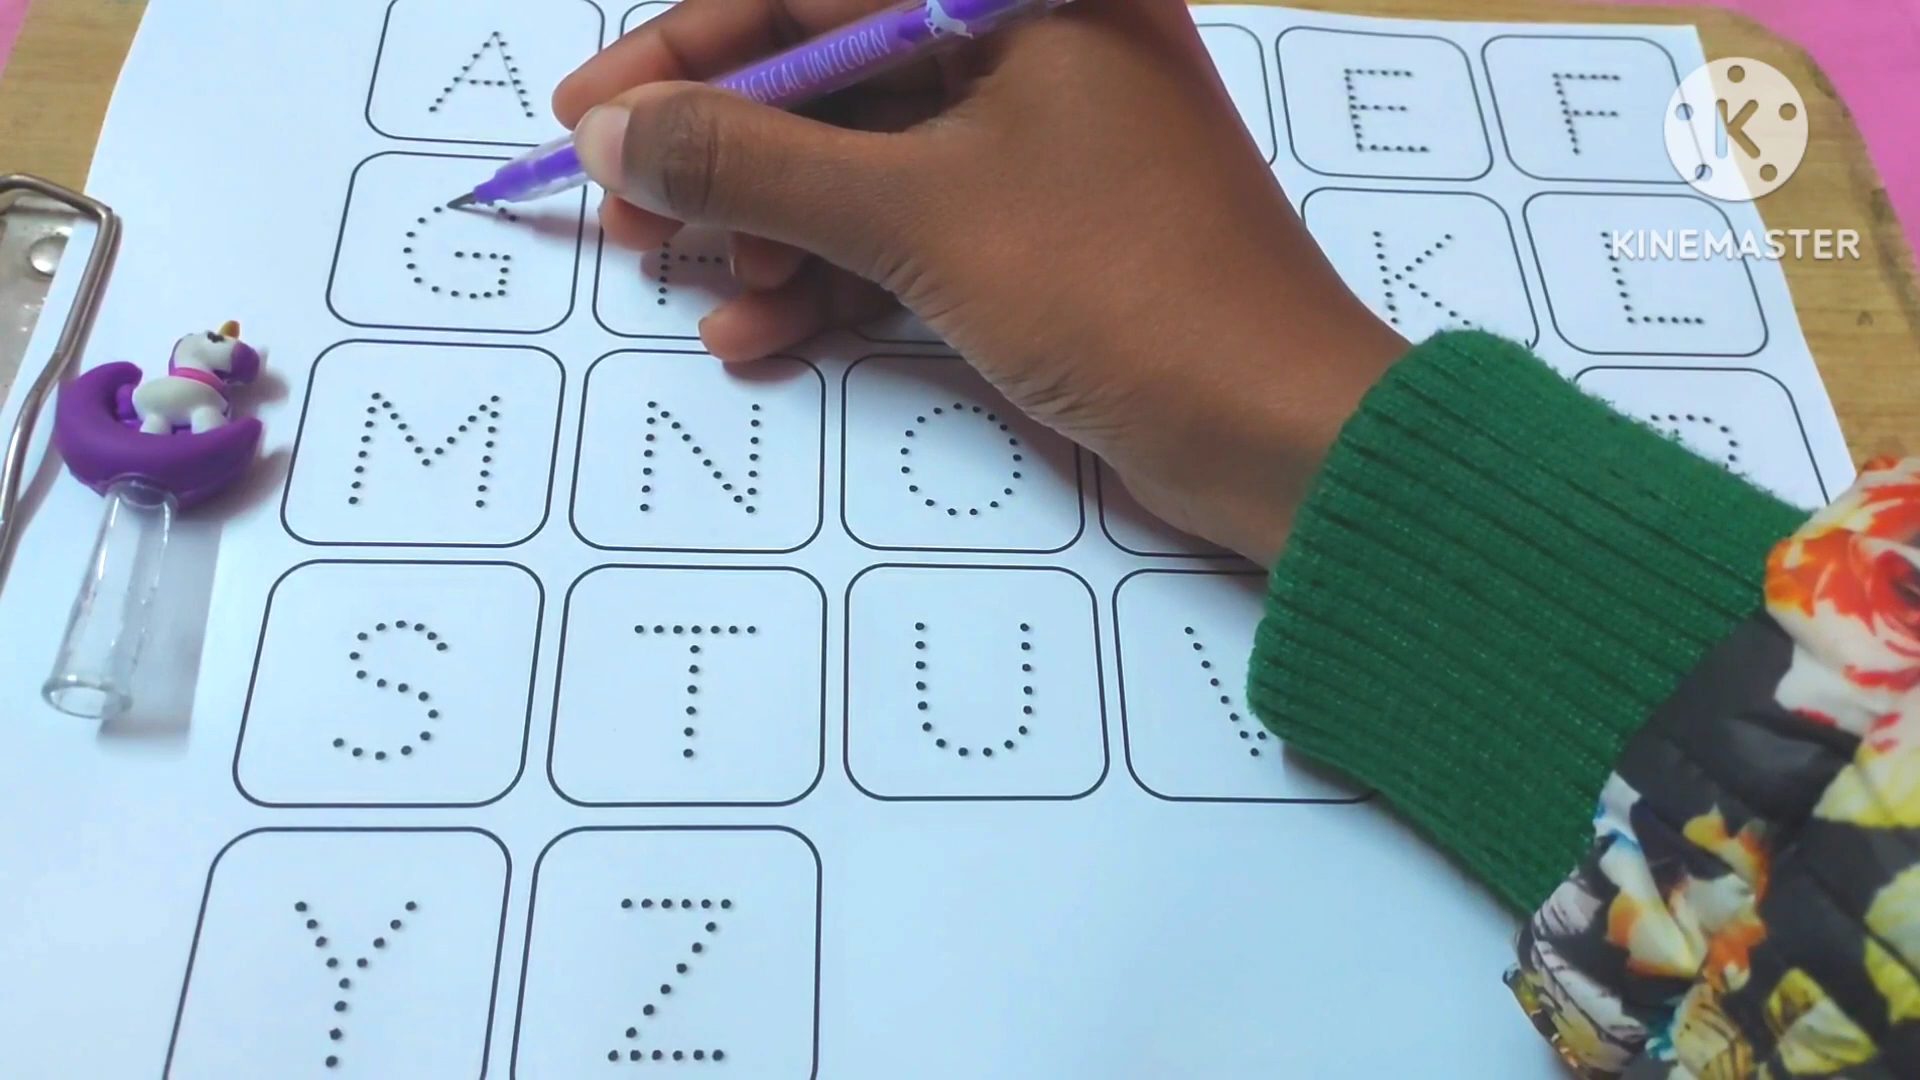 A E F
G H K L
M N O R
S T U
Y Z
MAGICAL UNICORN
K
KINEMASTER